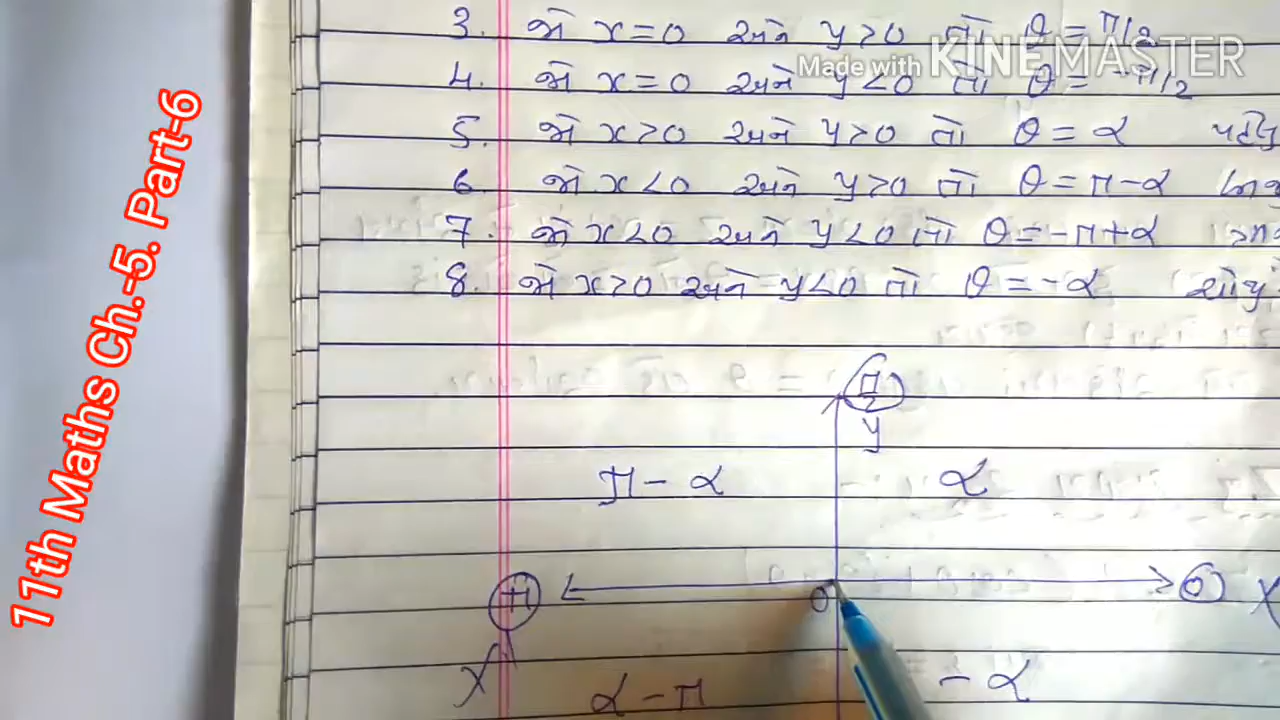 3. જો x=0 અને y>0 તો θ = π/2
Made with KINEMASTER
4. જો x=0 અને y<0 તો θ = -π/2
5. જો x>0 અને y>0 તો θ = α
6. જો x<0 અને y>0 તો θ = π-α
7. જો x<0 અને y<0 તો θ = -π+α
8. જો x>0 અને y<0 તો θ = -α
11th Maths Ch.-5. Part-6
π/2
y
π - α
α
π
0
X
O
X'
α - π
- α